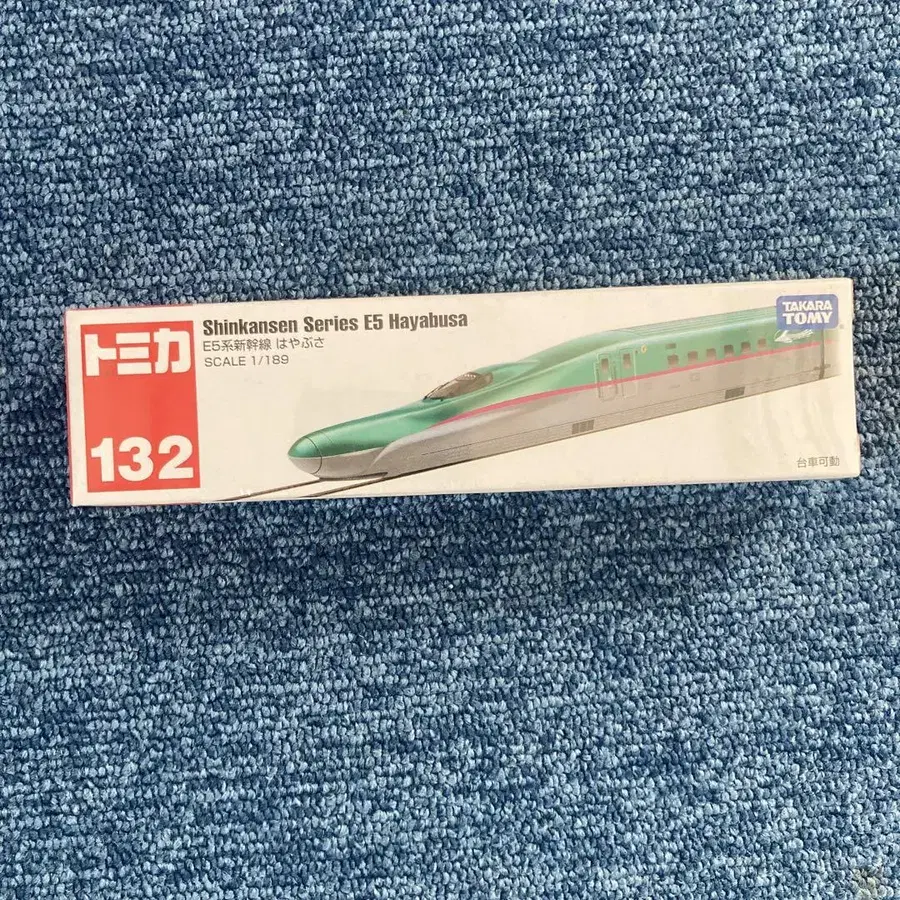 トミカ
132
Shinkansen Series E5 Hayabusa
E5系新幹線 はやぶさ
SCALE 1/189
TAKARA
TOMY
台車可動